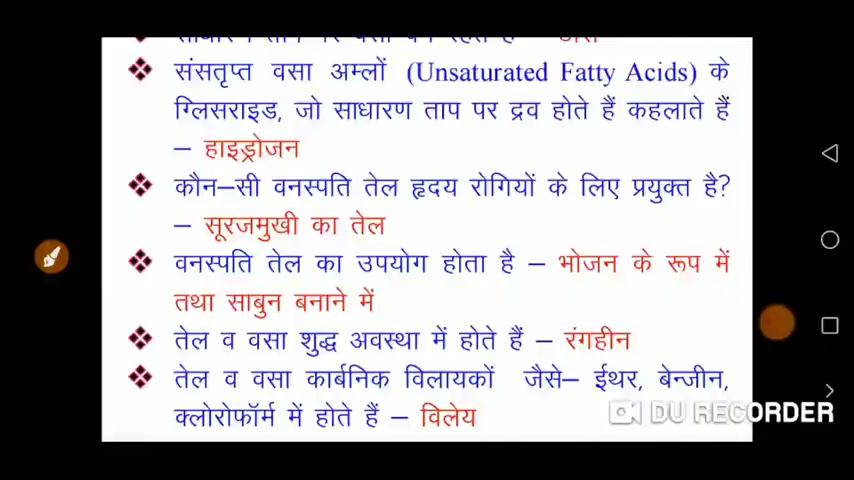 संसतृप्त वसा अम्लों (Unsaturated Fatty Acids) के
ग्लिसराइड, जो साधारण ताप पर द्रव होते हैं कहलाते हैं
– हाइड्रोजन
कौन–सी वनस्पति तेल हृदय रोगियों के लिए प्रयुक्त है?
– सूरजमुखी का तेल
वनस्पति तेल का उपयोग होता है – भोजन के रूप में
तथा साबुन बनाने में
तेल व वसा शुद्ध अवस्था में होते हैं – रंगहीन
तेल व वसा कार्बनिक विलायकों जैसे– ईथर, बेन्जीन,
क्लोरोफॉर्म में होते हैं – विलेय
DU RECORDER